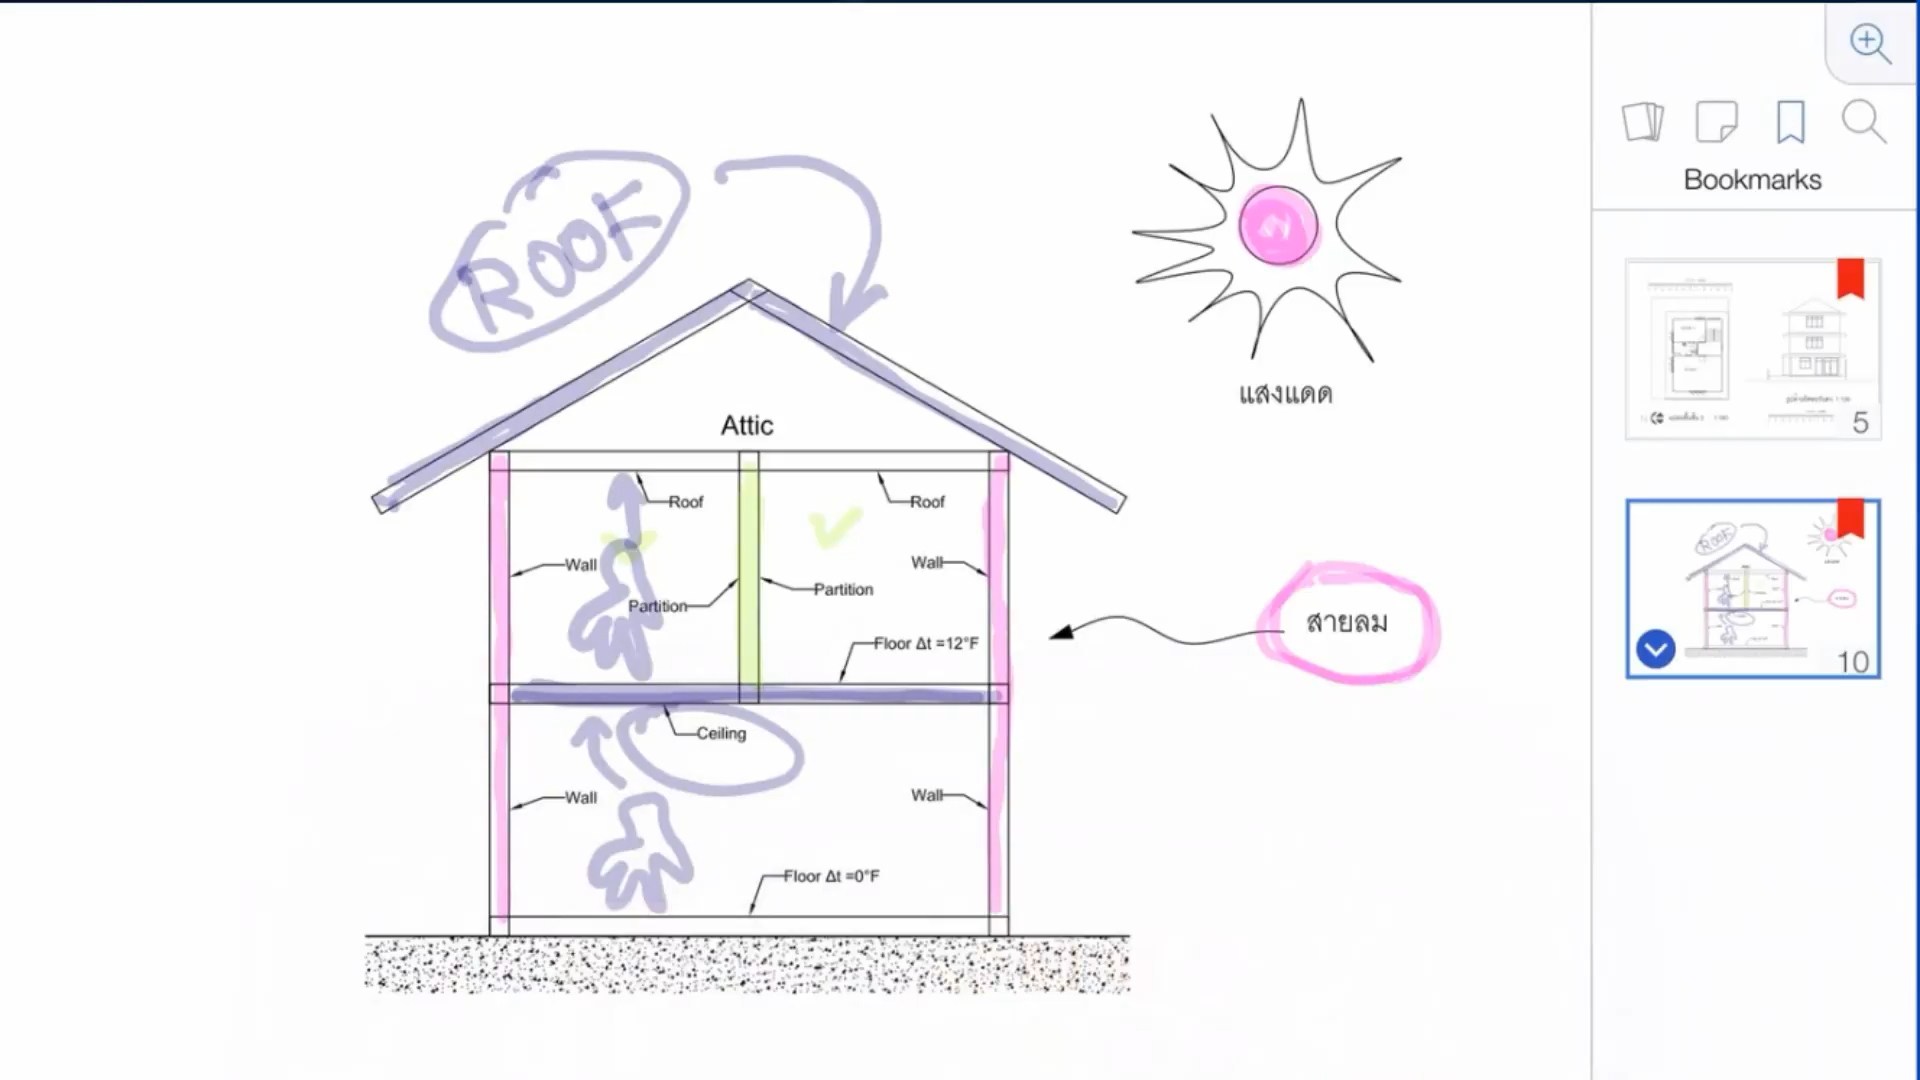 Bookmarks
ROOF
แสงแดด
Attic
Roof
Roof
Wall
Wall
Partition
Partition
Floor Δt =12°F
สายลม
Ceiling
Wall
Wall
Floor Δt =0°F
5
10